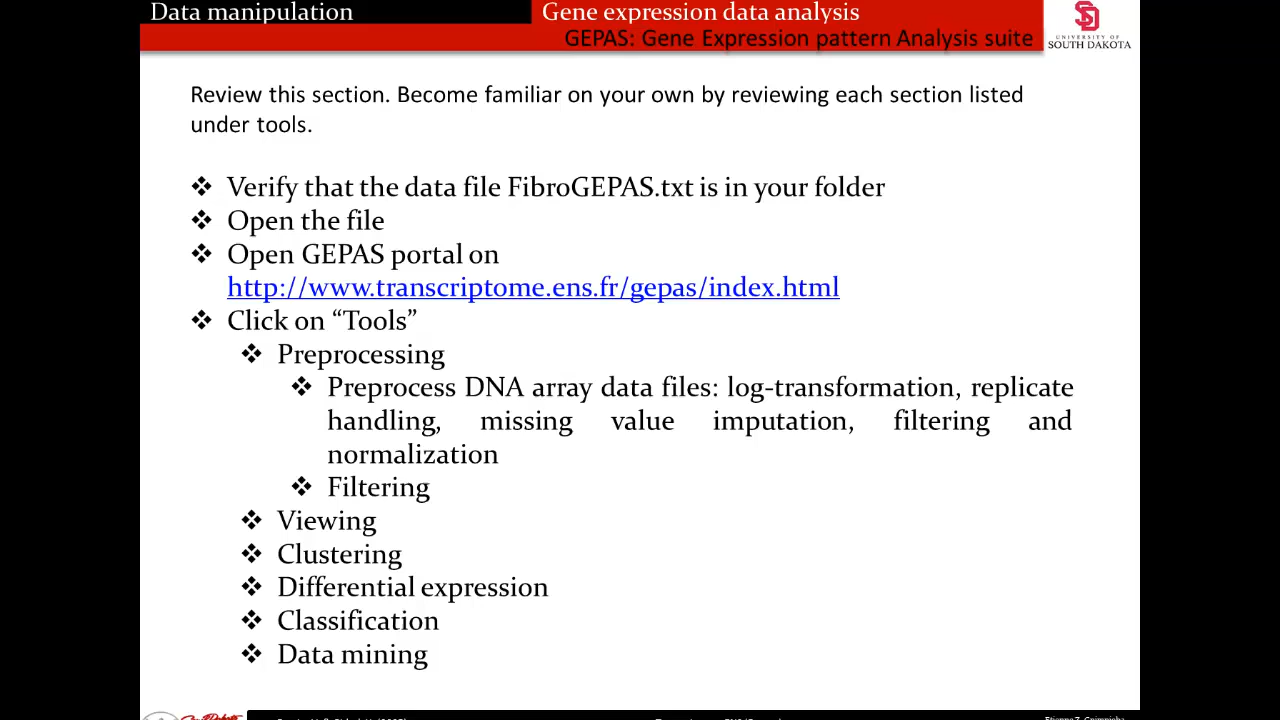 Data manipulation
Gene expression data analysis
GEPAS: Gene Expression pattern Analysis suite
UNIVERSITY OF
SOUTH DAKOTA
Review this section. Become familiar on your own by reviewing each section listed
under tools.
❖ Verify that the data file FibroGEPAS.txt is in your folder
❖ Open the file
❖ Open GEPAS portal on
http://www.transcriptome.ens.fr/gepas/index.html
❖ Click on “Tools”
❖ Preprocessing
❖ Preprocess DNA array data files: log-transformation, replicate
handling, missing value imputation, filtering and
normalization
❖ Filtering
❖ Viewing
❖ Clustering
❖ Differential expression
❖ Classification
❖ Data mining